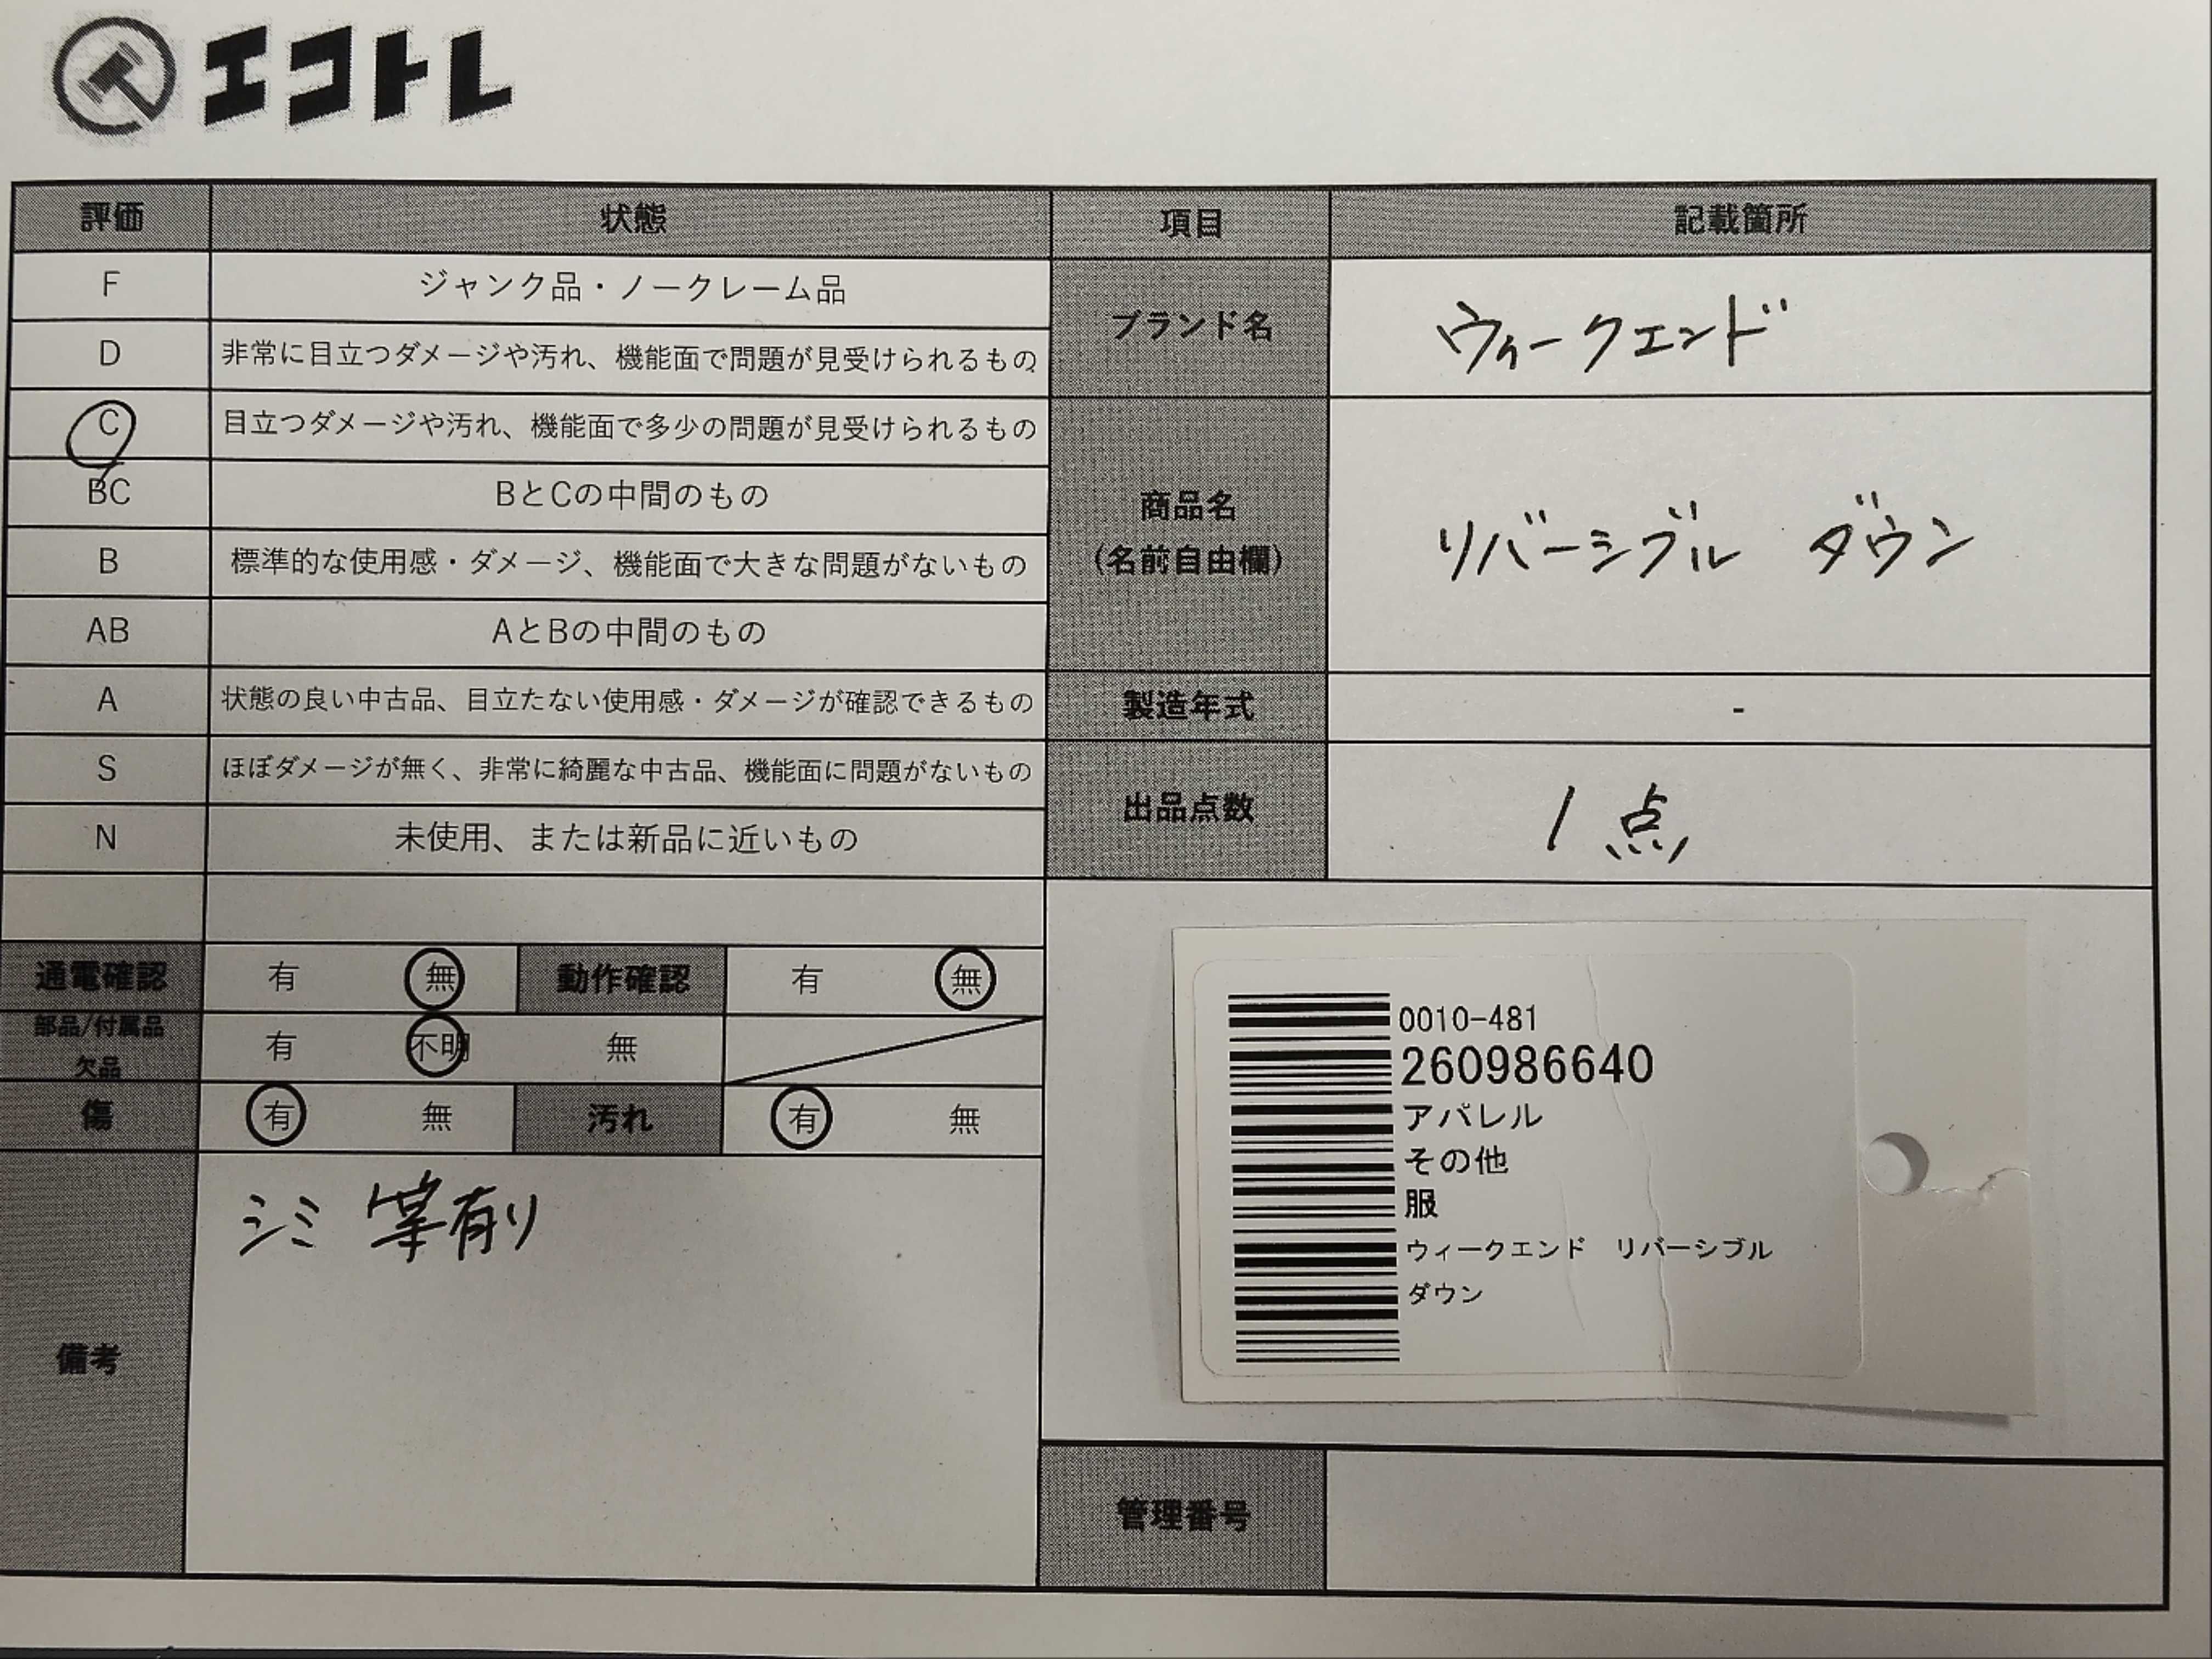 エコトレ
評価 状態 項目 記載箇所
F ジャンク品・ノークレーム品
D 非常に目立つダメージや汚れ、機能面で問題が見受けられるもの
C 目立つダメージや汚れ、機能面で多少の問題が見受けられるもの
BC BとCの中間のもの
B 標準的な使用感・ダメージ、機能面で大きな問題がないもの
AB AとBの中間のもの
A 状態の良い中古品、目立たない使用感・ダメージが確認できるもの
S ほぼダメージが無く、非常に綺麗な中古品、機能面に問題がないもの
N 未使用、または新品に近いもの
ブランド名 ウィークエンド
商品名
(名前自由欄)
リバーシブル ダウン
製造年式 -
出品点数 1点
通電確認 有 無 動作確認 有 無
部品/付属品
欠品
有 不明 無
傷 有 無 汚れ 有 無
備考
シミ 等有り
0010-481
260986640
アパレル
その他
服
ウィークエンド リバーシブル
ダウン
管理番号